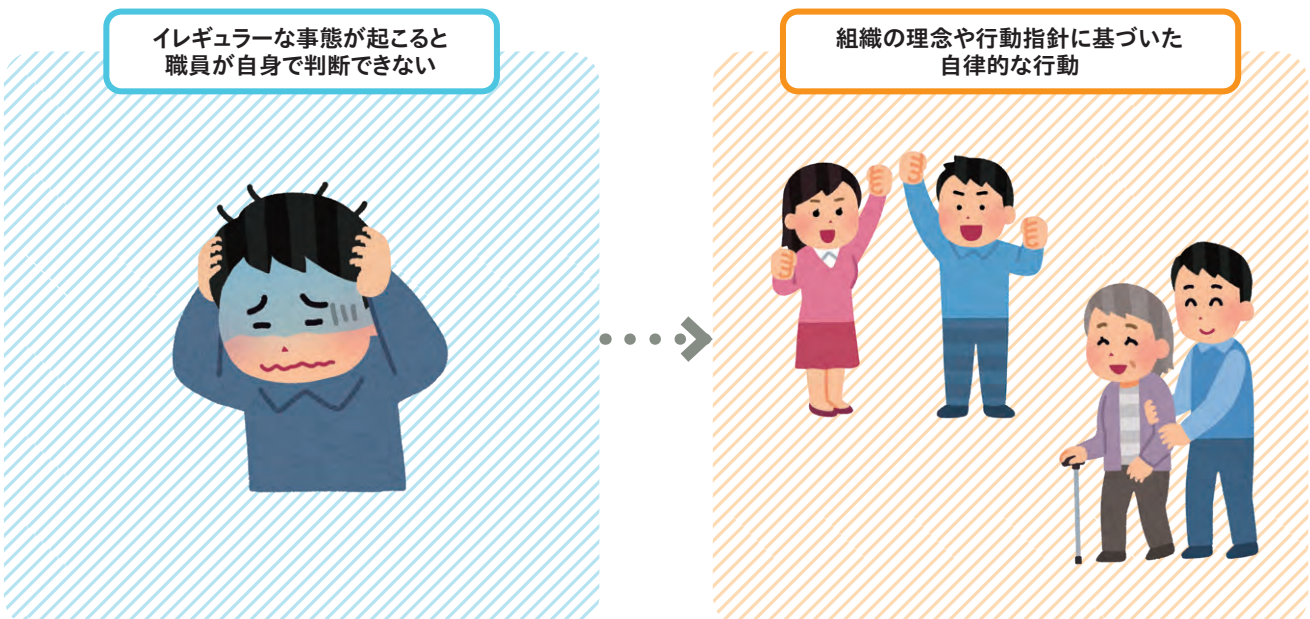 イレギュラーな事態が起こると
職員が自身で判断できない
組織の理念や行動指針に基づいた
自律的な行動